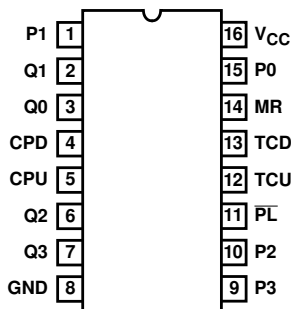 P1 1 16 VCC
Q1 2 15 P0
Q0 3 14 MR
CPD 4 13 TCD
CPU 5 12 TCU
Q2 6 11 P̅L̅
Q3 7 10 P2
GND 8 9 P3